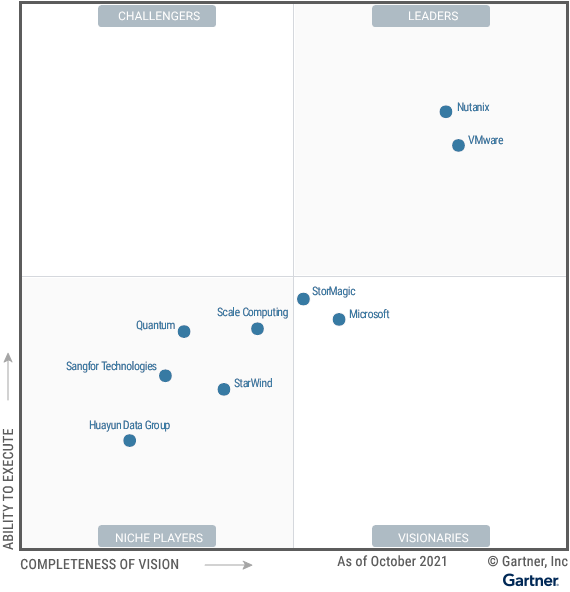 CHALLENGERS
LEADERS
Nutanix
VMware
StorMagic
Microsoft
Scale Computing
Quantum
Sangfor Technologies
StarWind
Huayun Data Group
NICHE PLAYERS
VISIONARIES
ABILITY TO EXECUTE
COMPLETENESS OF VISION
As of October 2021
© Gartner, Inc
Gartner